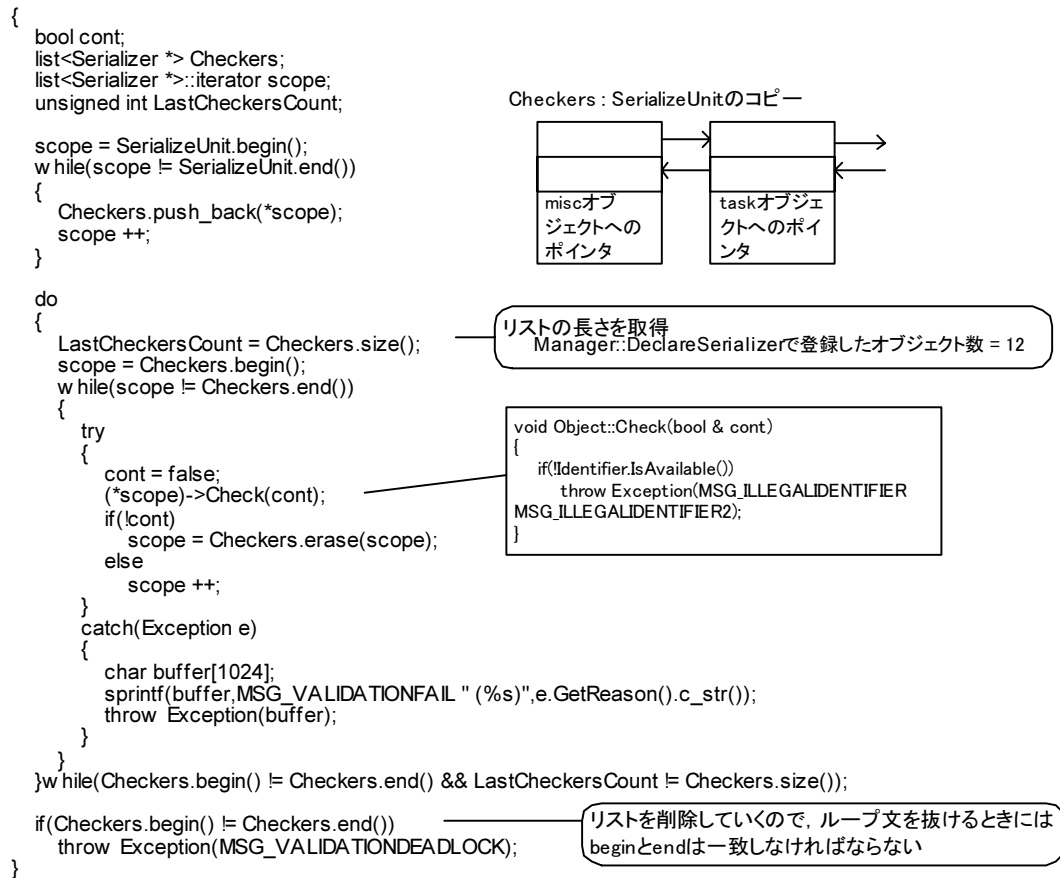 {
bool cont;
list<Serializer *> Checkers;
list<Serializer *>::iterator scope;
unsigned int LastCheckersCount;
Checkers : SerializeUnitのコピー
scope = SerializeUnit.begin();
while(scope != SerializeUnit.end())
{
Checkers.push_back(*scope);
scope ++;
}
miscオブ
ジェクトへの
ポインタ
taskオブジェ
クトへのポイ
ンタ
do
{
LastCheckersCount = Checkers.size();
リストの長さを取得
Manager::DeclareSerializerで登録したオブジェクト数 = 12
scope = Checkers.begin();
while(scope != Checkers.end())
{
try
{
cont = false;
(*scope)->Check(cont);
if(!cont)
scope = Checkers.erase(scope);
else
scope ++;
}
void Object::Check(bool & cont)
{
if(!Identifier.IsAvailable())
throw Exception(MSG_ILLEGALIDENTIFIER
MSG_ILLEGALIDENTIFIER2);
}
catch(Exception e)
{
char buffer[1024];
sprintf(buffer,MSG_VALIDATIONFAIL " (%s)",e.GetReason().c_str());
throw Exception(buffer);
}
}
}while(Checkers.begin() != Checkers.end() && LastCheckersCount != Checkers.size());
if(Checkers.begin() != Checkers.end())
throw Exception(MSG_VALIDATIONDEADLOCK);
リストを削除していくので，ループ文を抜けるときには
beginとendは一致しなければならない
}